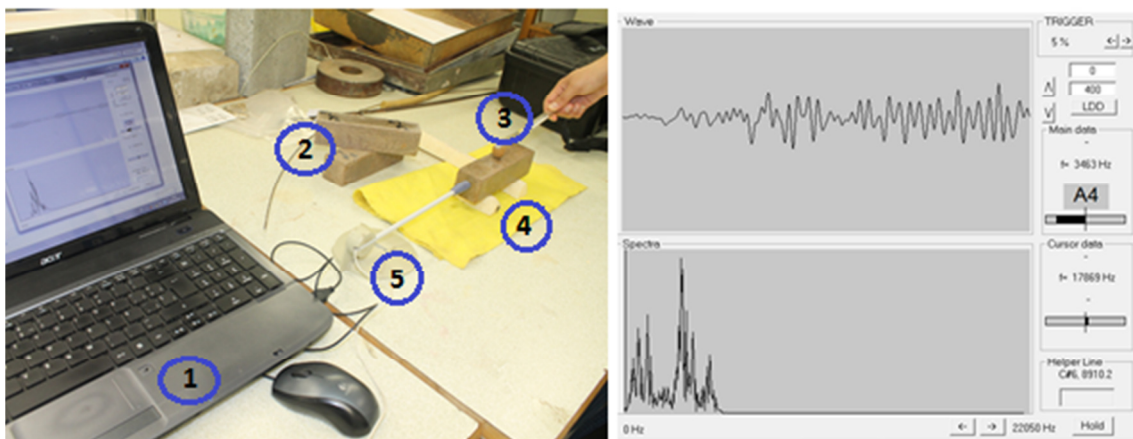 1
2
3
4
5
acer
Wave
TRIGGER
5 %
<- ->
Λ
0
400
V
LDD
Main data
-
f= 3463 Hz
A4
Spectra
Cursor data
-
f= 17869 Hz
-
Helper Line
C#6, 8910.2
0 Hz
<- ->
22050 Hz
Hold